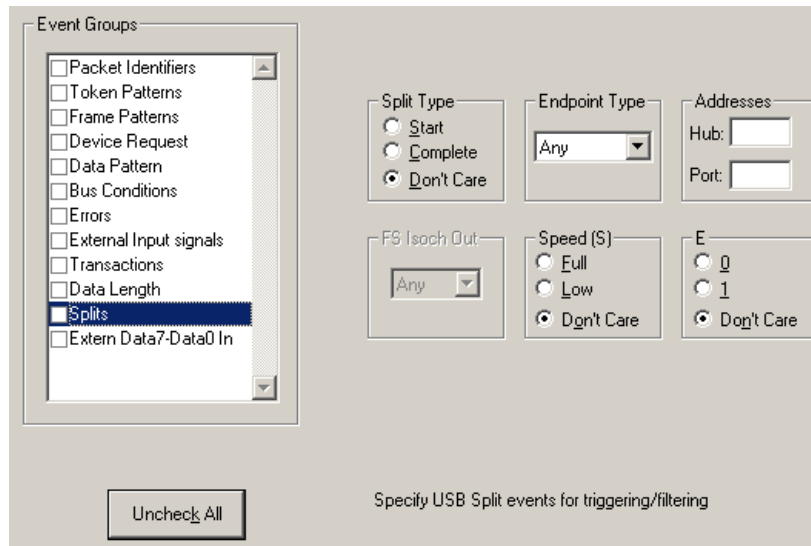 Event Groups
Packet Identifiers
Token Patterns
Frame Patterns
Device Request
Data Pattern
Bus Conditions
Errors
External Input signals
Transactions
Data Length
Splits
Extern Data7-Data0 In
Uncheck All
Split Type
Start
Complete
Don't Care
Endpoint Type
Any
Addresses
Hub:
Port:
FS Isoch Out
Any
Speed (S)
Full
Low
Don't Care
E
0
1
Don't Care
Specify USB Split events for triggering/filtering